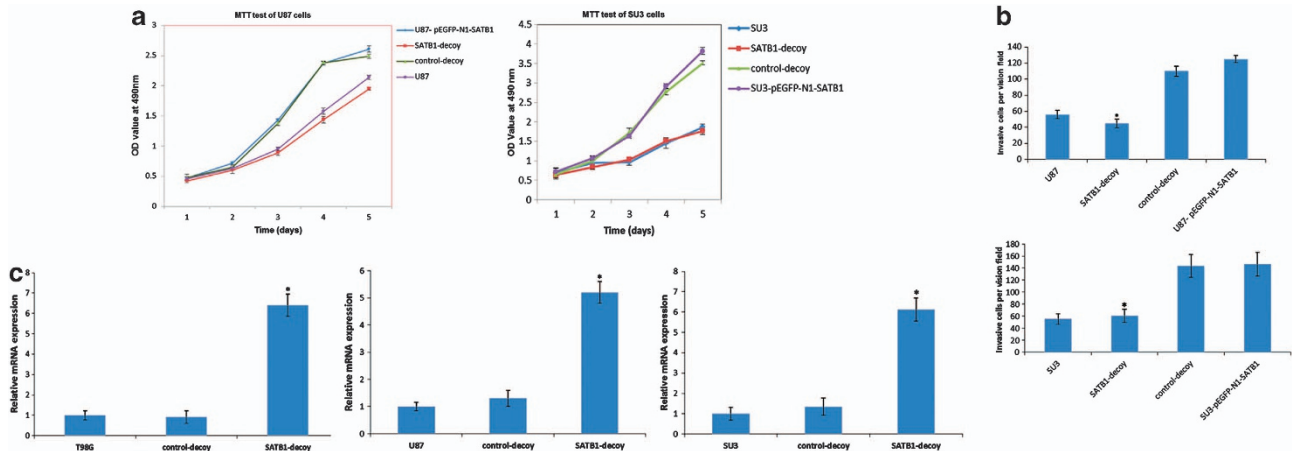 a
MTT test of U87 cells
OD Value at 490nm
3
2.5
2
1.5
1
0.5
0
1 2 3 4 5
Time (days)
U87- pEGFP-N1-SATB1
SATB1-decoy
control-decoy
U87
MTT test of SU3 cells
OD Value at 490nm
4.5
4
3.5
3
2.5
2
1.5
1
0.5
0
1 2 3 4 5
Time (days)
SU3
SATB1-decoy
control-decoy
SU3-pEGFP-N1-SATB1
b
Invasive cells per vision field
140
120
100
80
60
40
20
0
*
U87
SATB1-decoy
control-decoy
U87- pEGFP-N1-SATB1
Invasive cells per vision field
180
160
140
120
100
80
60
40
20
0
*
SU3
SATB1-decoy
control-decoy
SU3-pEGFP-N1-SATB1
c
Relative mRNA expression
8
7
6
5
4
3
2
1
0
*
T98G control-decoy SATB1-decoy
Relative mRNA expression
6
5
4
3
2
1
0
*
U87 control-decoy SATB1-decoy
Relative mRNA expression
8
7
6
5
4
3
2
1
0
*
SU3 control-decoy SATB1-decoy